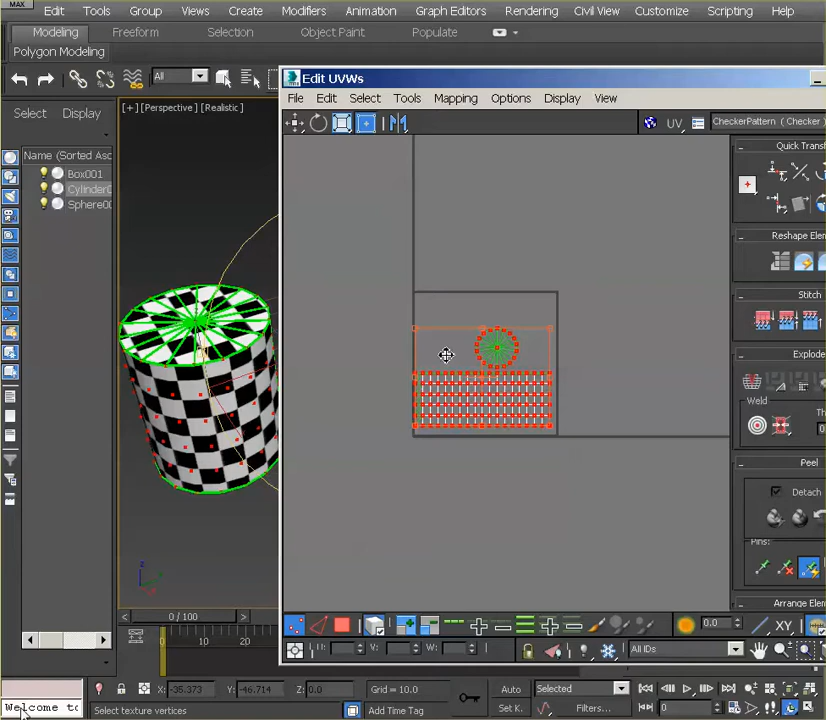 MAX
Edit Tools Group Views Create Modifiers Animation Graph Editors Rendering Civil View Customize Scripting Help
Modeling Freeform Selection Object Paint Populate
Polygon Modeling
All
Edit UVWs
File Edit Select Tools Mapping Options Display View
Select Display
[+] [Perspective] [Realistic]
UV CheckerPattern ( Checker )
Name (Sorted Asc
Box001
Cylinder0
Sphere00
Quick Transf
Reshape Elem
Stitch
Explode
Weld
0
Peel
Detach
Pins:
Arrange Elem
0 / 100
0.0
XY
0 10 20
U: V: W:
All IDs
X: -35.373 Y: -46.714 Z: 0.0 Grid = 10.0 Auto Selected
Welcome to Select texture vertices Add Time Tag Set K. Filters... 0